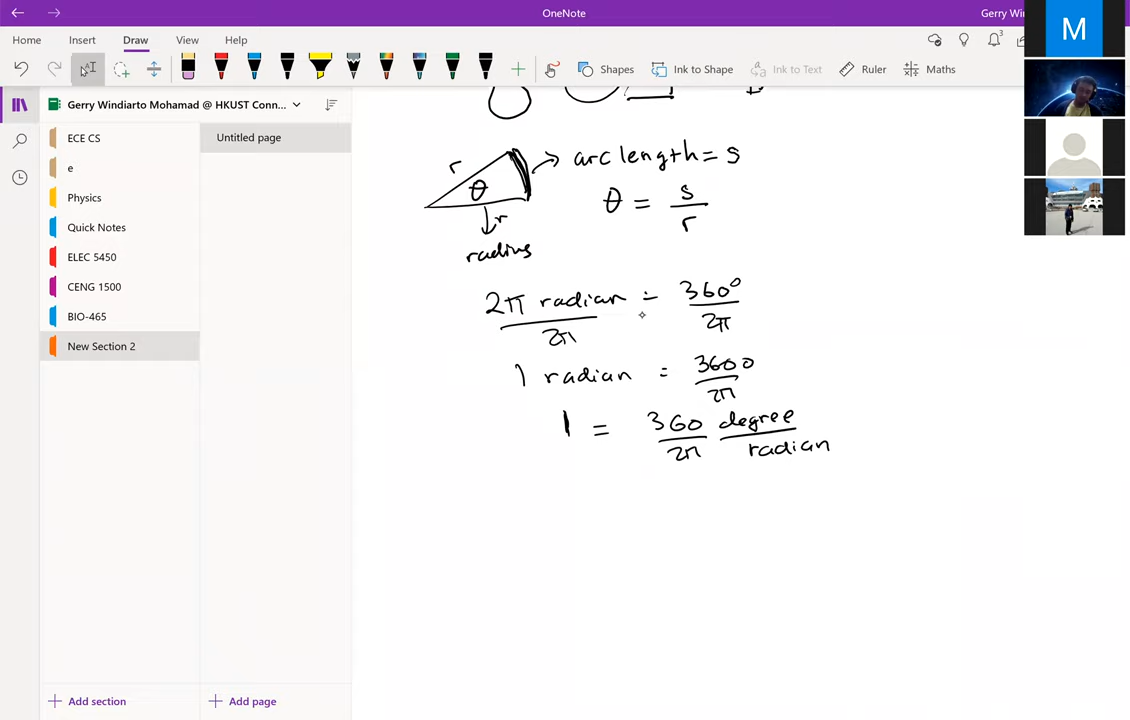 OneNote
Gerry Win
M
Home Insert Draw View Help
3
Shapes Ink to Shape Ink to Text Ruler Maths
Gerry Windiarto Mohamad @ HKUST Conn...
Untitled page
ECE CS
e
Physics
Quick Notes
ELEC 5450
CENG 1500
BIO-465
New Section 2
Add section
Add page
r
θ
r
radius
arc length = s
θ = s/r
2π radian/2π = 360°/2π
1 radian = 360°/2π
1 = 360/2π degree/radian